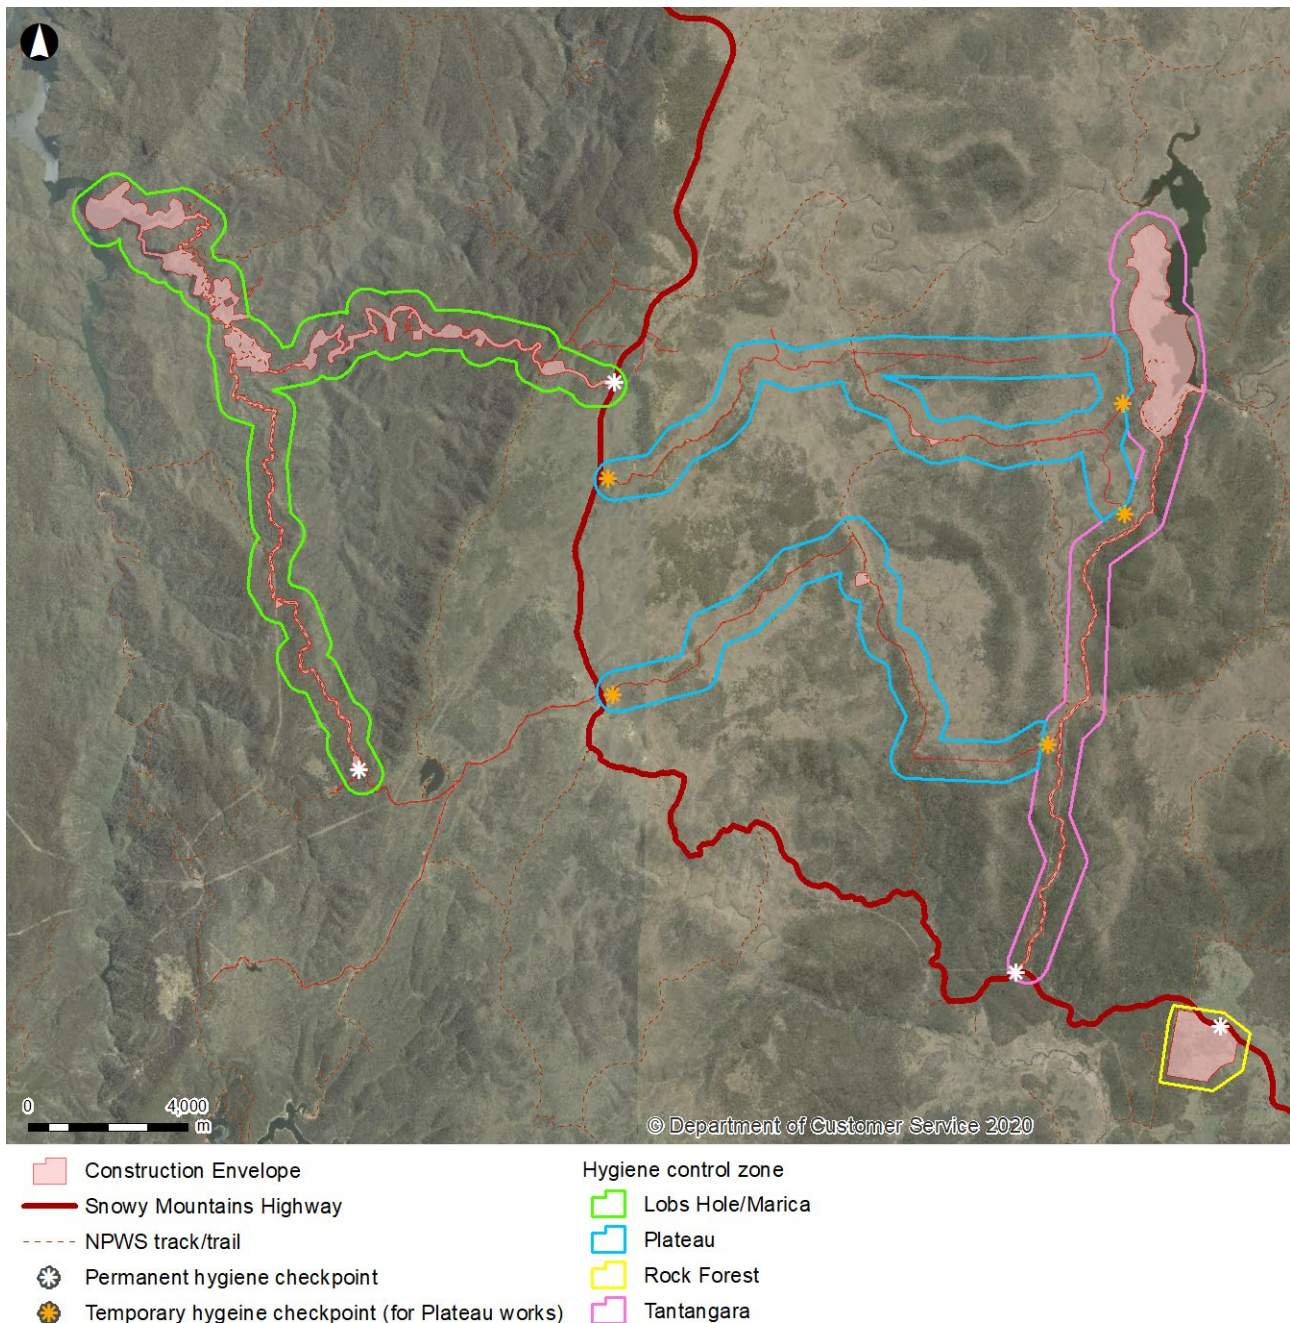 0 4,000
m
© Department of Customer Service 2020
Construction Envelope
Snowy Mountains Highway
NPWS track/trail
Permanent hygiene checkpoint
Temporary hygeine checkpoint (for Plateau works)
Hygiene control zone
Lobs Hole/Marica
Plateau
Rock Forest
Tantangara